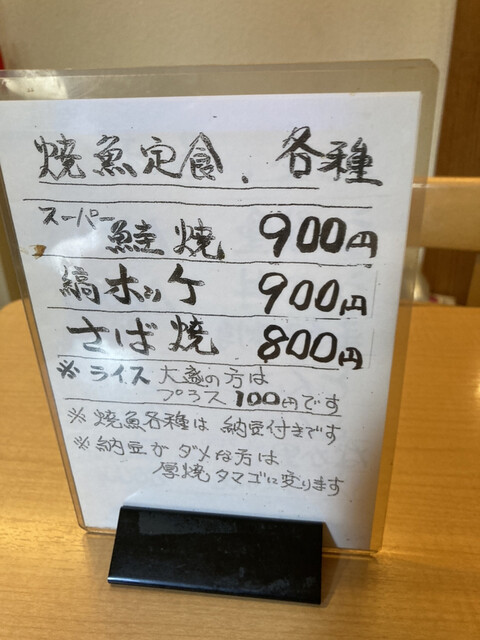 焼魚定食、各種
スーパー鮭焼 900円
縞ホッケ 900円
さば焼 800円
※ ライス 大盛の方は
プラス 100円です
※ 焼魚各種は 納豆付きです
※ 納豆が ダメな方は
厚焼タマゴに変ります